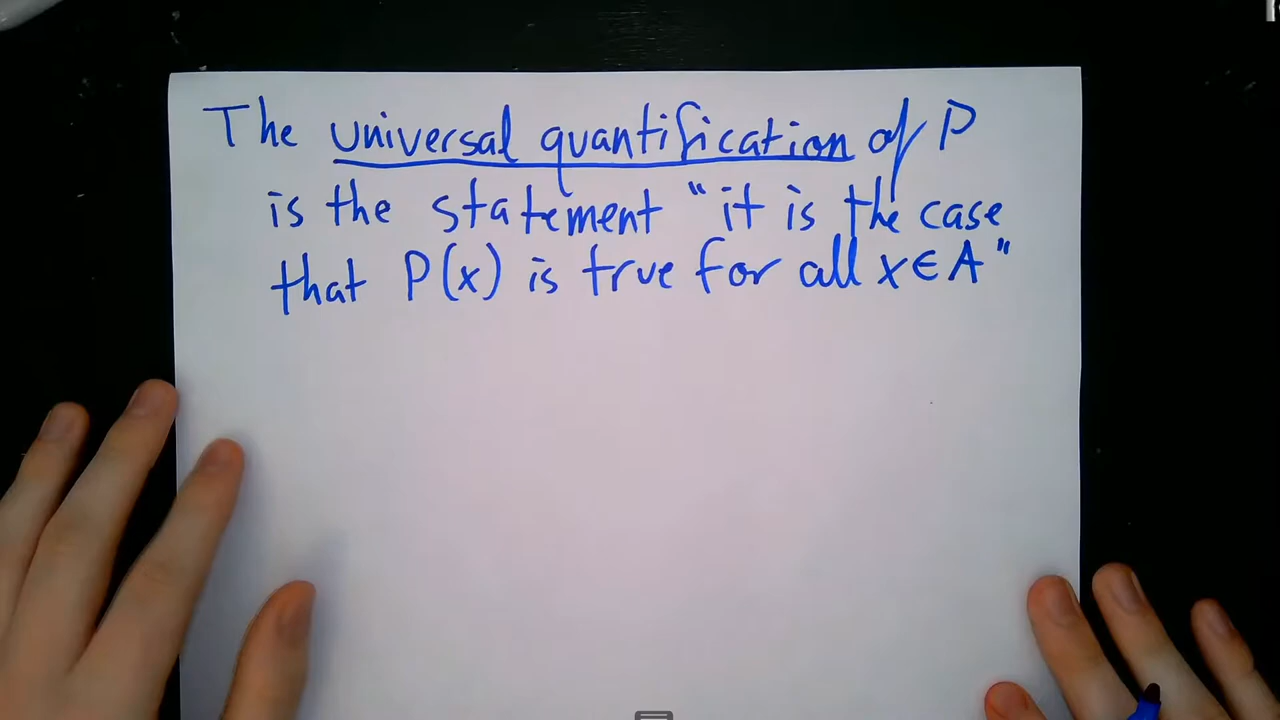 The universal quantification of P
is the statement "it is the case
that P(x) is true for all x∈A"